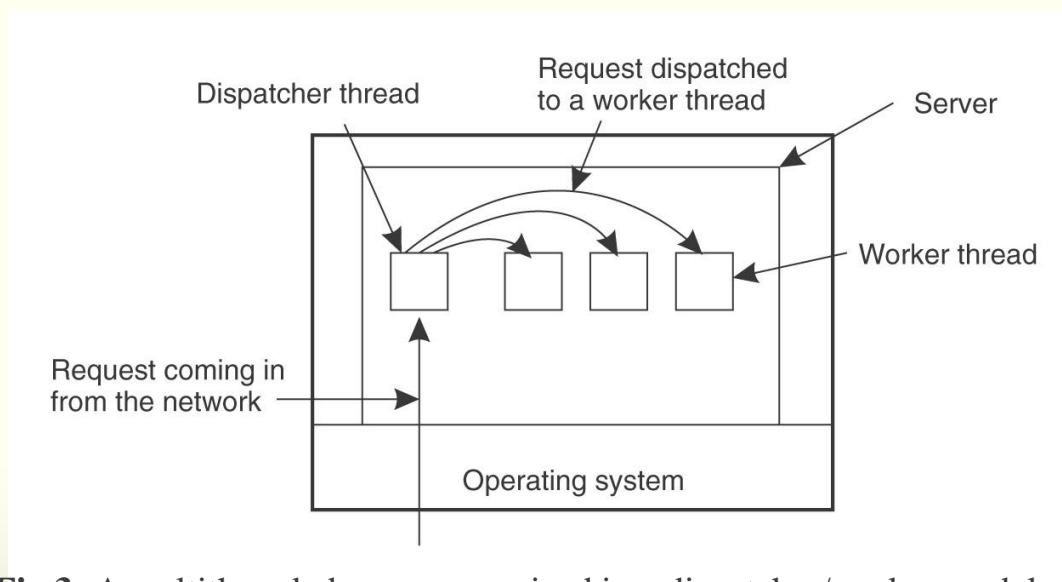 Dispatcher thread
Request dispatched
to a worker thread
Server
Worker thread
Request coming in
from the network
Operating system